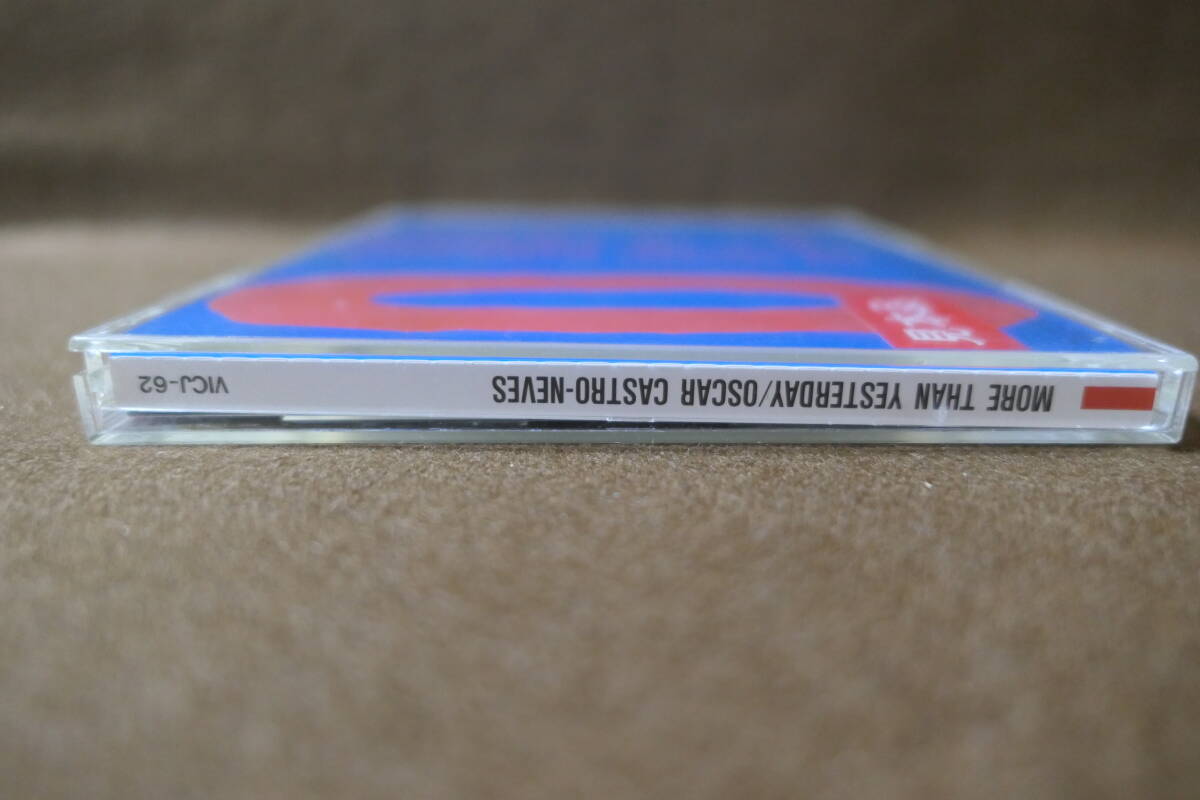 MORE THAN YESTERDAY/OSCAR CASTRO-NEVES
VICJ-62